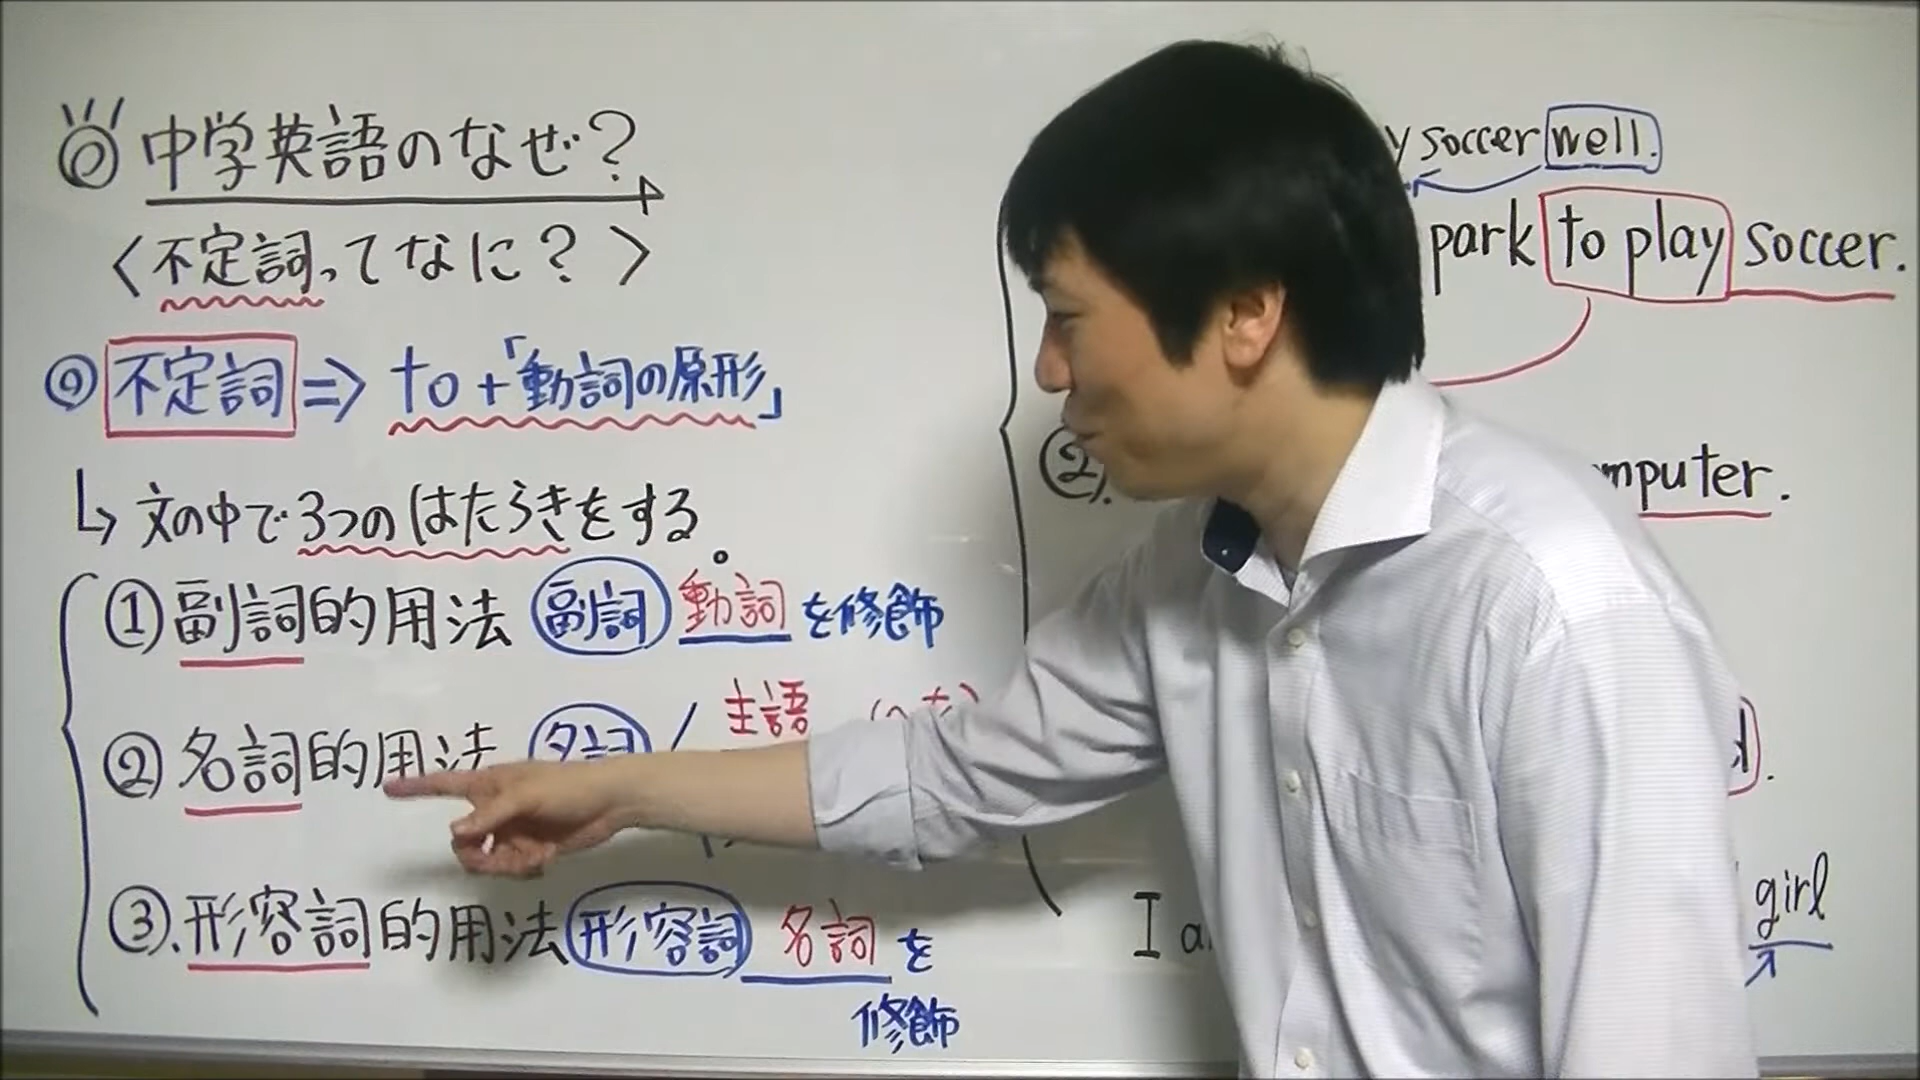 ◎中学英語のなぜ?
〈不定詞ってなに?〉
◎不定詞⇒to+「動詞の原形」
↳文の中で3つのはたらきをする。
①副詞的用法 副詞 動詞を修飾
②名詞的用法 名詞/主語
③.形容詞的用法 形容詞 名詞を
修飾
y soccer well.
park to play soccer.
②.
mputer.
I a
girl